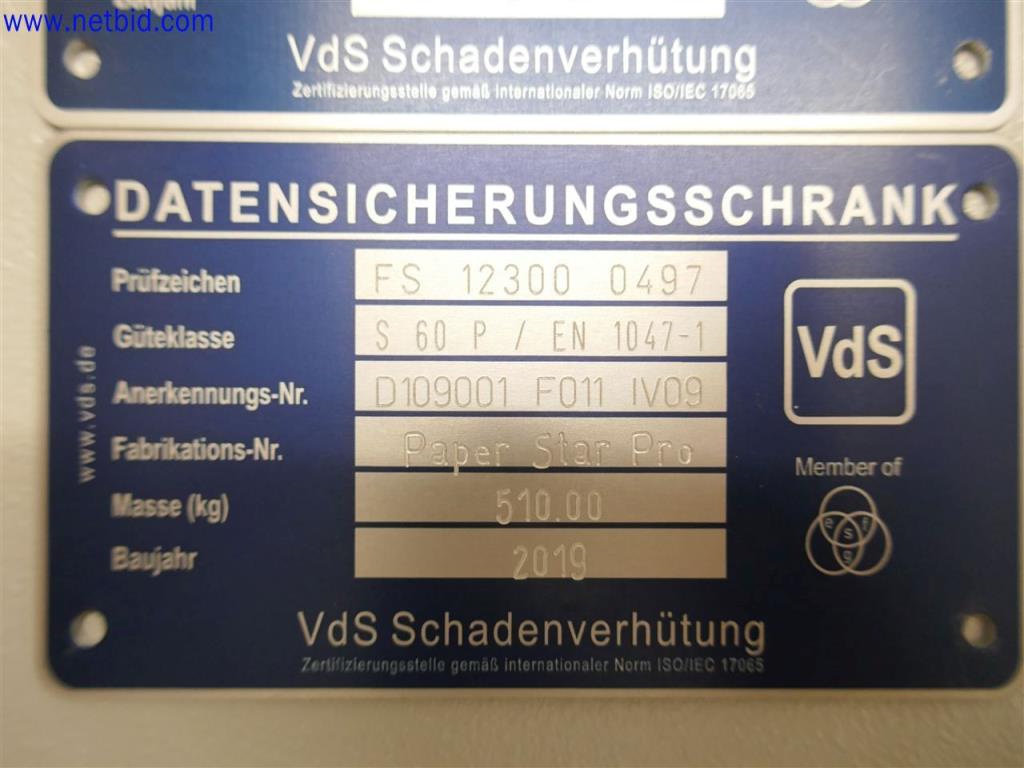 www.netbid.com
VdS Schadenverhütung
Zertifizierungsstelle gemäß internationaler Norm ISO/IEC 17065
DATENSICHERUNGSSCHRANK
Prüfzeichen FS 12300 0497
Güteklasse S 60 P / EN 1047-1
Anerkennungs-Nr. D109001 F011 IV09
Fabrikations-Nr. Paper Star Pro
Masse (kg) 510.00
Baujahr 2019
www.vds.de
VdS
Member of
e f s g
VdS Schadenverhütung
Zertifizierungsstelle gemäß internationaler Norm ISO/IEC 17065